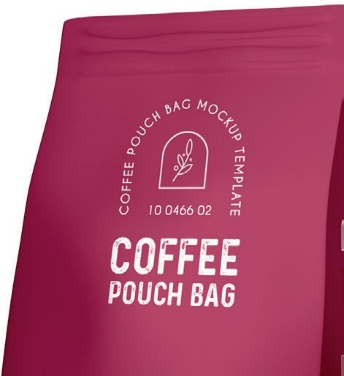 COFFEE POUCH BAG MOCKUP TEMPLATE
10 0466 02
COFFEE
POUCH BAG